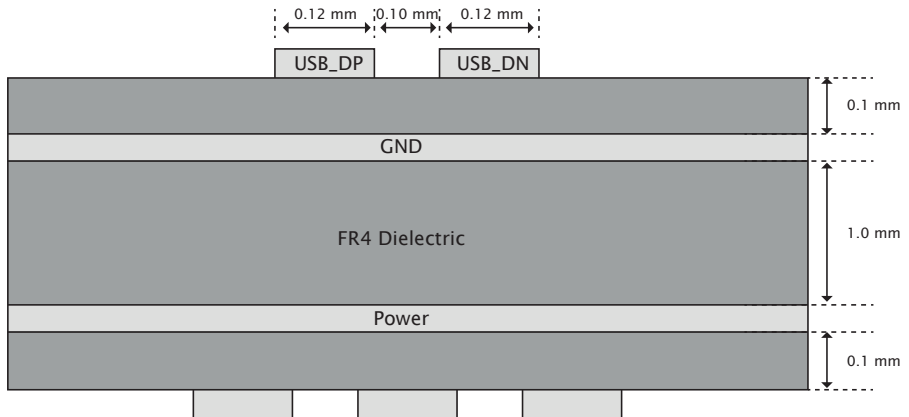 0.12 mm 0.10 mm 0.12 mm
USB_DP USB_DN
0.1 mm
GND
1.0 mm
FR4 Dielectric
Power
0.1 mm